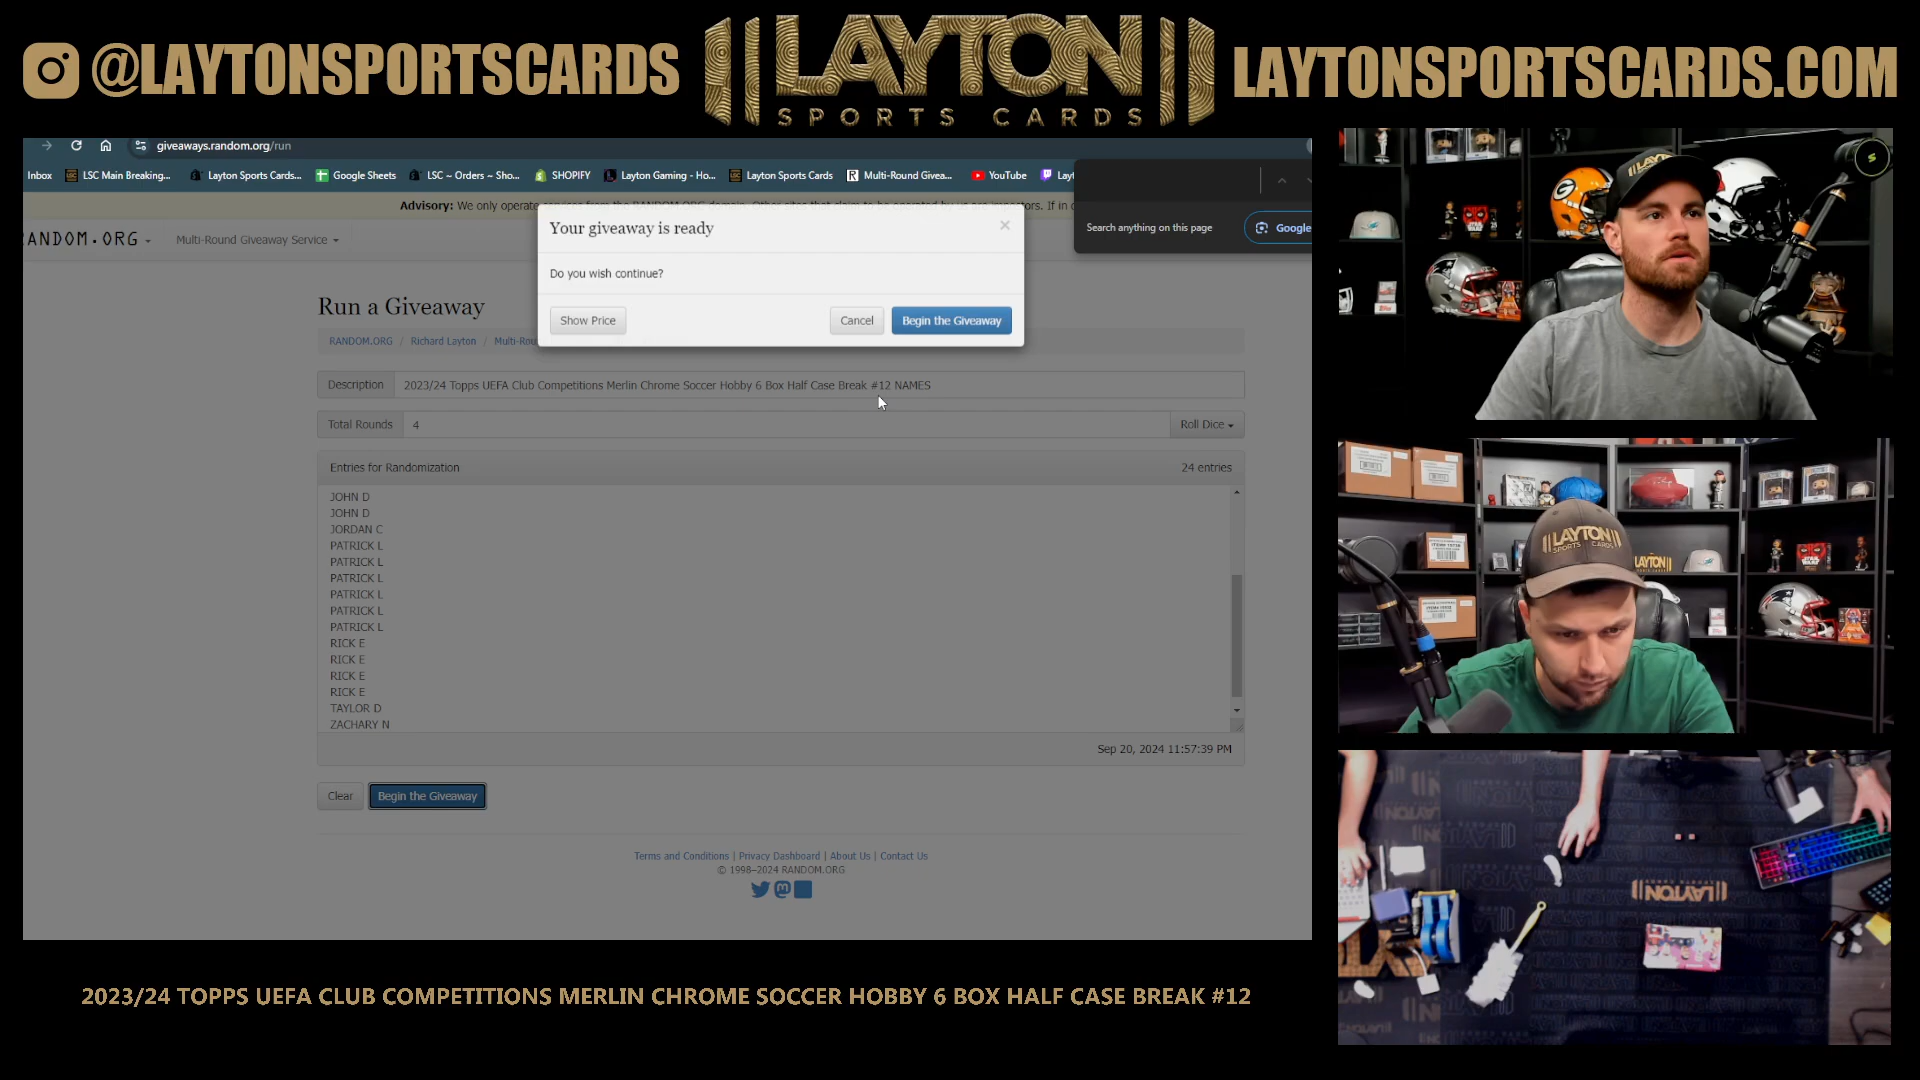 @LAYTONSPORTSCARDS
LAYTON
SPORTS CARDS
LAYTONSPORTSCARDS.COM
giveaways.random.org/run
Inbox
LSC Main Breaking...
Layton Sports Cards...
Google Sheets
LSC ~ Orders ~ Sho...
SHOPIFY
Layton Gaming - Ho...
Layton Sports Cards
Multi-Round Givea...
YouTube
Layt
Search anything on this page
Google
ANDOM.ORG
Multi-Round Giveaway Service
Your giveaway is ready
×
Do you wish continue?
Show Price
Cancel
Begin the Giveaway
Run a Giveaway
RANDOM.ORG / Richard Layton / Multi-Rou
Description
2023/24 Topps UEFA Club Competitions Merlin Chrome Soccer Hobby 6 Box Half Case Break #12 NAMES
Total Rounds
4
Roll Dice
Entries for Randomization
24 entries
JOHN D
JOHN D
JORDAN C
PATRICK L
PATRICK L
PATRICK L
PATRICK L
PATRICK L
PATRICK L
RICK E
RICK E
RICK E
RICK E
TAYLOR D
ZACHARY N
Sep 20, 2024 11:57:39 PM
Clear
Begin the Giveaway
Terms and Conditions | Privacy Dashboard | About Us | Contact Us
© 1998–2024 RANDOM.ORG
2023/24 TOPPS UEFA CLUB COMPETITIONS MERLIN CHROME SOCCER HOBBY 6 BOX HALF CASE BREAK #12
LAYTON
SPORTS CARDS
LAYTON
LAYTON